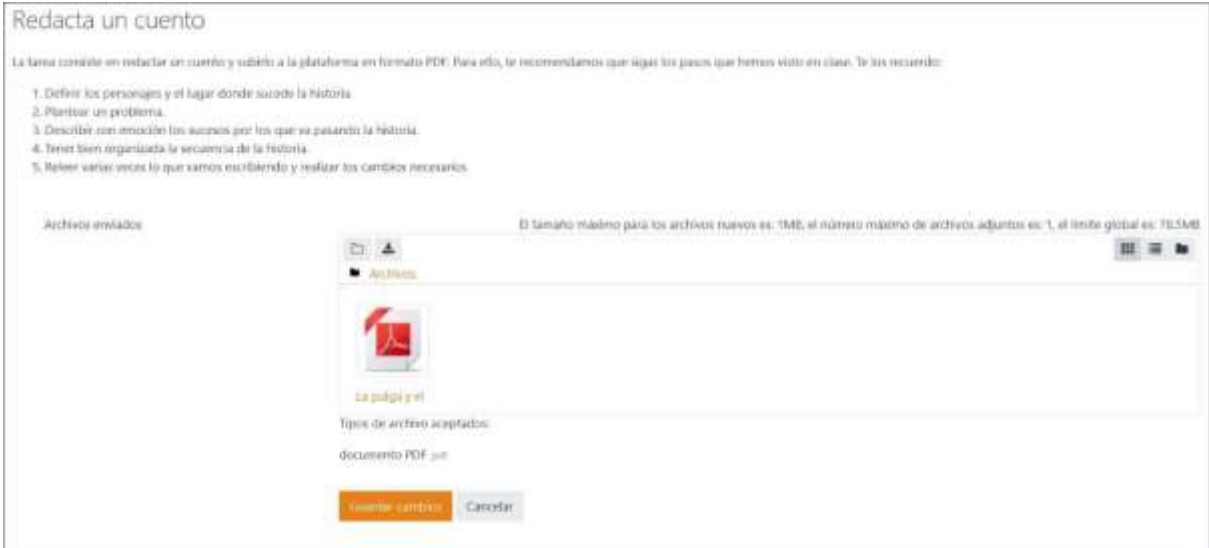 Redacta un cuento
La tarea consiste en redactar un cuento y subirlo a la plataforma en formato PDF. Para ello, te recomendamos que sigas los pasos que hemos visto en clase. Te los recuerdo:
1. Definir los personajes y el lugar donde sucede la historia.
2. Plantear un problema.
3. Describir con emoción los sucesos por los que va pasando la historia.
4. Tener bien organizada la secuencia de la historia.
5. Releer varias veces lo que vamos escribiendo y realizar los cambios necesarios
Archivos enviados
El tamaño máximo para los archivos nuevos es: 1MB, el número máximo de archivos adjuntos es: 1, el límite global es: 78.5MB
Archivos
La pulga y el
Tipos de archivo aceptados:
documento PDF .pdf
Guardar cambios
Cancelar